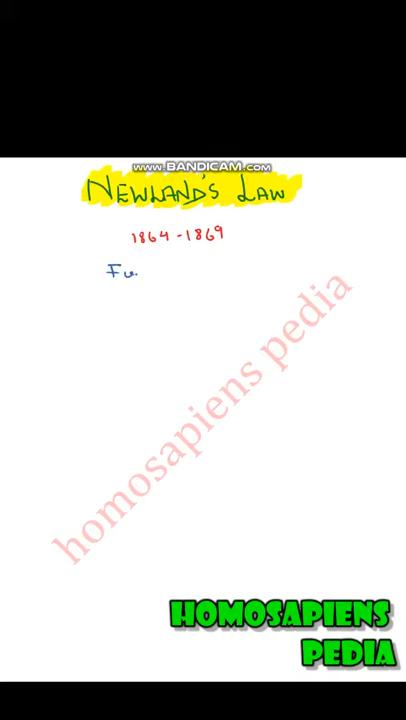 www.BANDICAM.com
NEWLAND'S LAW
1864-1869
homosapiens pedia
HOMOSAPIENS
PEDIA